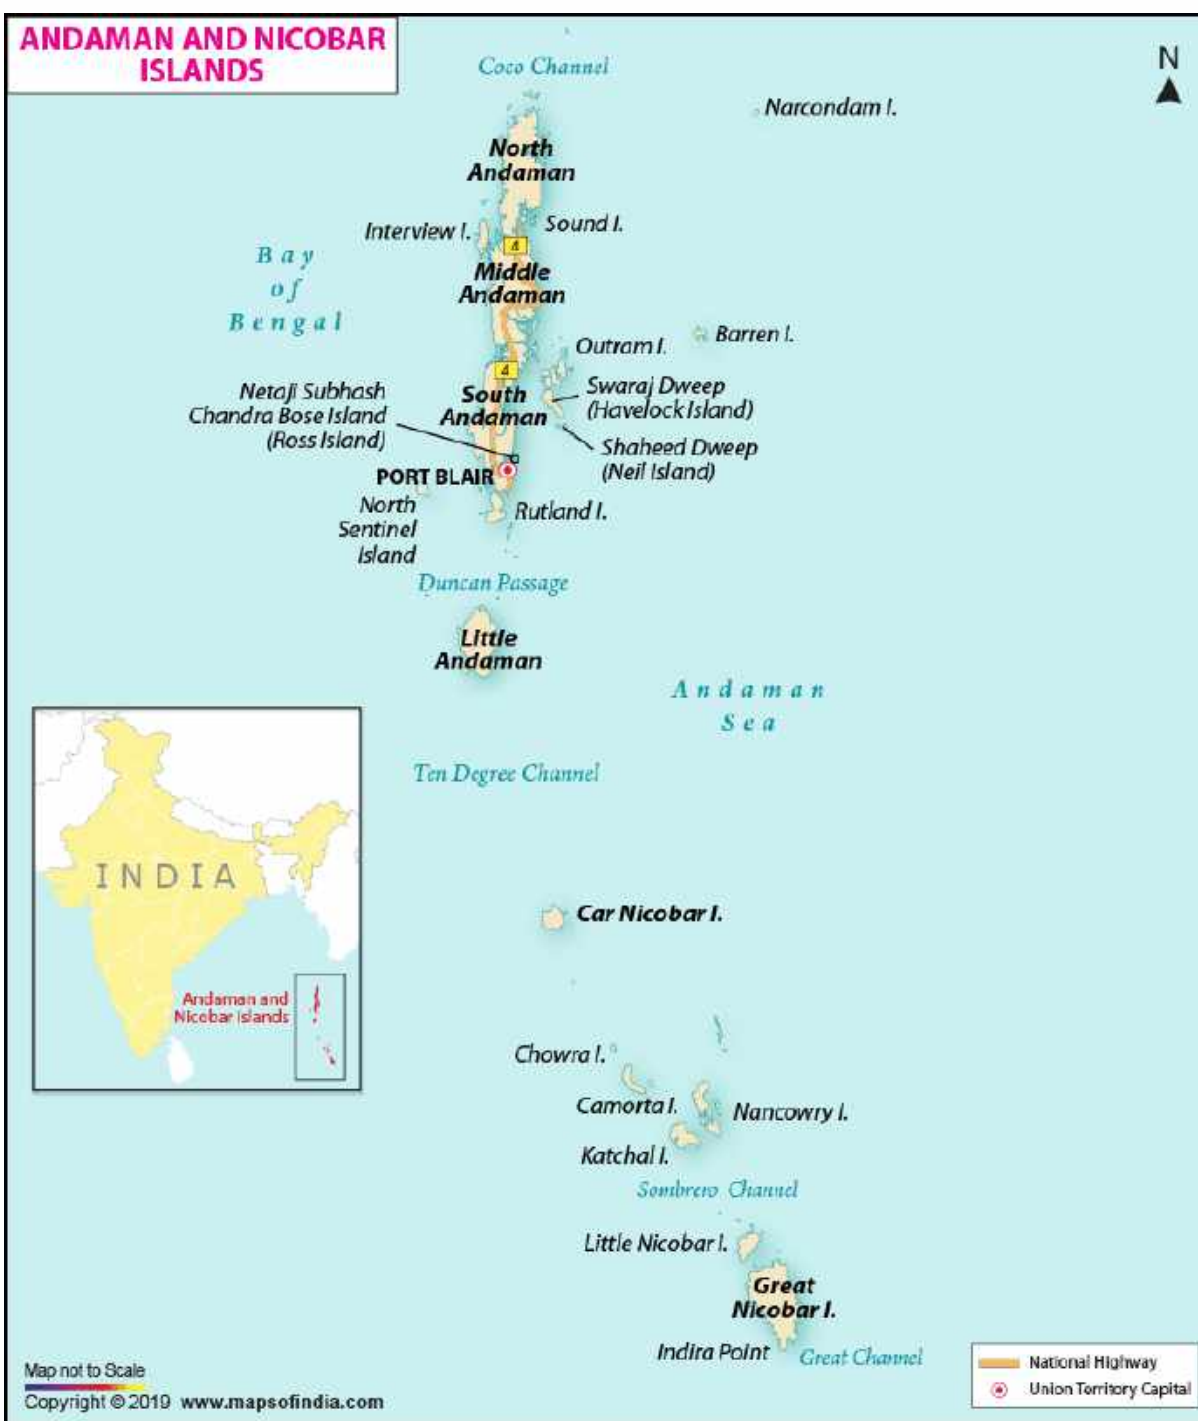 ANDAMAN AND NICOBAR
ISLANDS
Coco Channel
N
Narcondam I.
North
Andaman
Interview I.
Sound I.
4
Bay
of
Bengal
Middle
Andaman
Barren I.
Outram I.
4
Netaji Subhash
Chandra Bose Island
(Ross Island)
South
Andaman
Swaraj Dweep
(Havelock Island)
Shaheed Dweep
(Neil Island)
PORT BLAIR
North
Sentinel
Island
Rutland I.
Duncan Passage
Little
Andaman
Andaman
Sea
Ten Degree Channel
INDIA
Andaman and
Nicobar Islands
Car Nicobar I.
Chowra I.
Camorta I.
Nancowry I.
Katchal I.
Sombrero Channel
Little Nicobar I.
Great
Nicobar I.
Indira Point
Great Channel
Map not to Scale
Copyright © 2019 www.mapsofindia.com
National Highway
Union Territory Capital